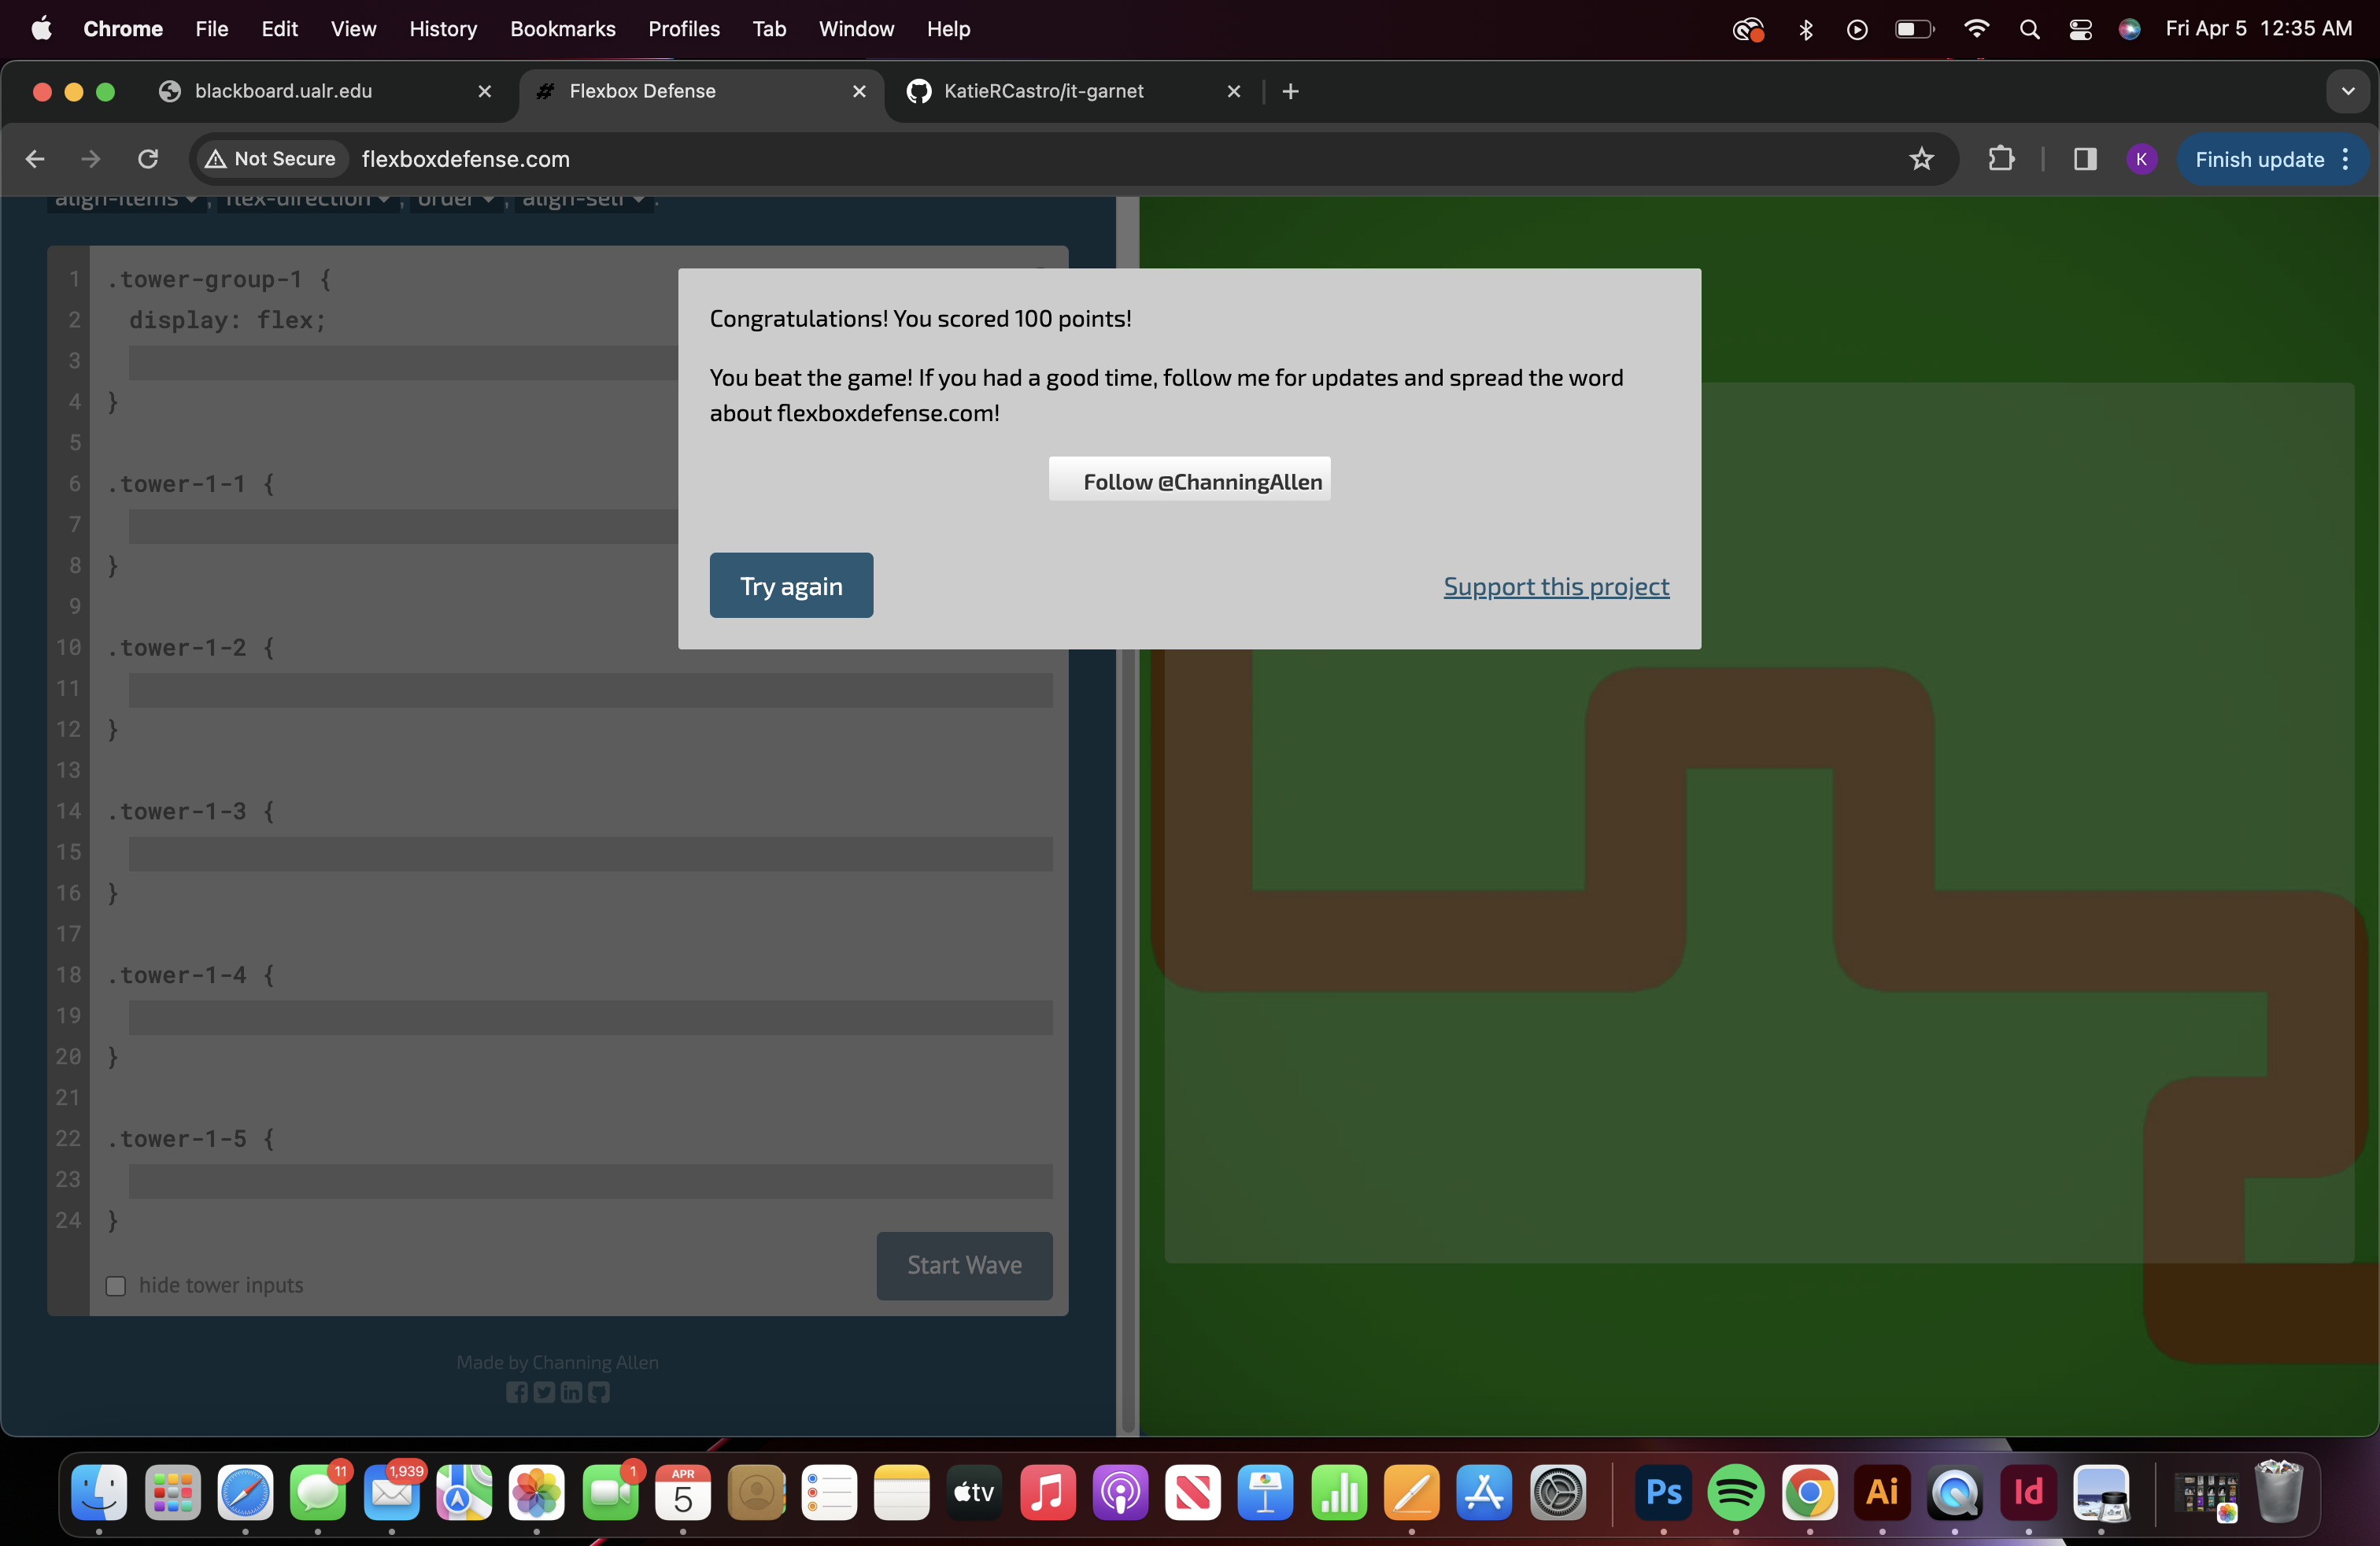 Chrome File Edit View History Bookmarks Profiles Tab Window Help Fri Apr 5 12:35 AM
blackboard.ualr.edu # Flexbox Defense KatieRCastro/it-garnet
Not Secure flexboxdefense.com K Finish update
align-items , flex-direction , order , align-self .
1 .tower-group-1 {
2 display: flex;
3
4 }
5
6 .tower-1-1 {
7
8 }
9
10 .tower-1-2 {
11
12 }
13
14 .tower-1-3 {
15
16 }
17
18 .tower-1-4 {
19
20 }
21
22 .tower-1-5 {
23
24 }
hide tower inputs
Start Wave
Made by Channing Allen
Congratulations! You scored 100 points!
You beat the game! If you had a good time, follow me for updates and spread the word
about flexboxdefense.com!
Follow @ChanningAllen
Try again
Support this project
11 1,939 1 APR 5 tv Ps Ai Id